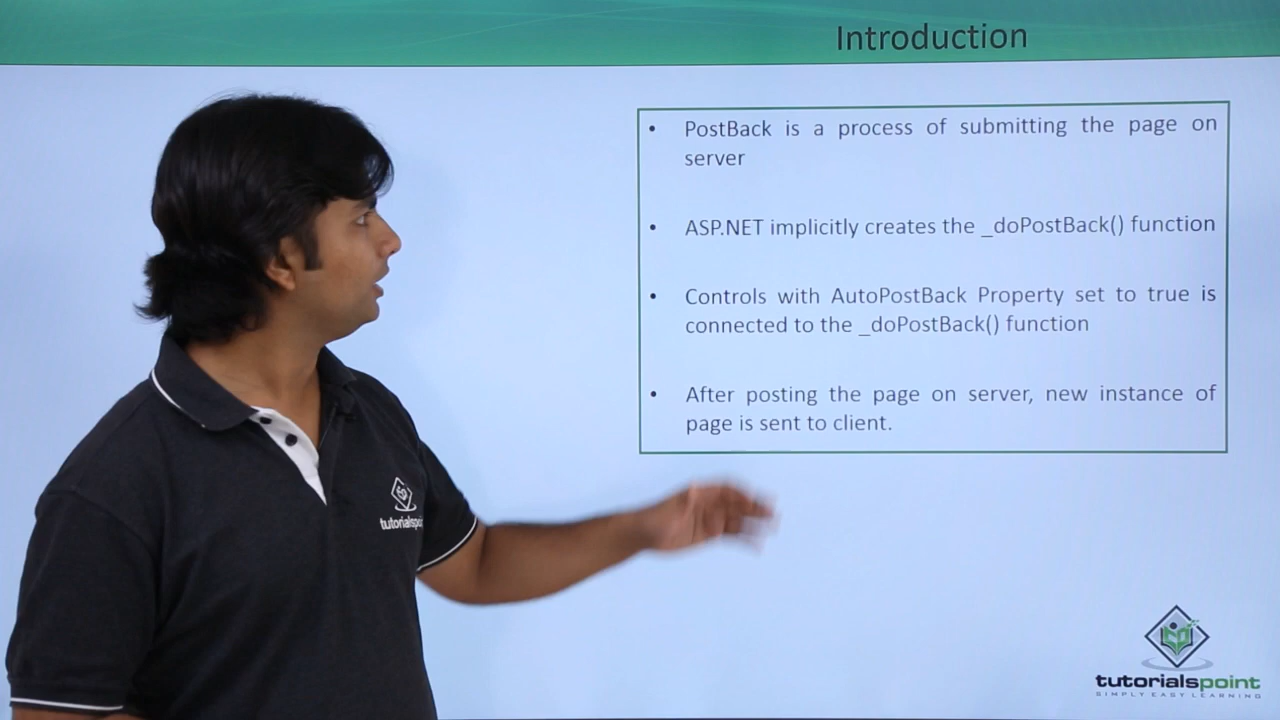 Introduction
• PostBack is a process of submitting the page on
server
• ASP.NET implicitly creates the _doPostBack() function
• Controls with AutoPostBack Property set to true is
connected to the _doPostBack() function
• After posting the page on server, new instance of
page is sent to client.
tutorialspoi
tutorialspoint
SIMPLY EASY LEARNING